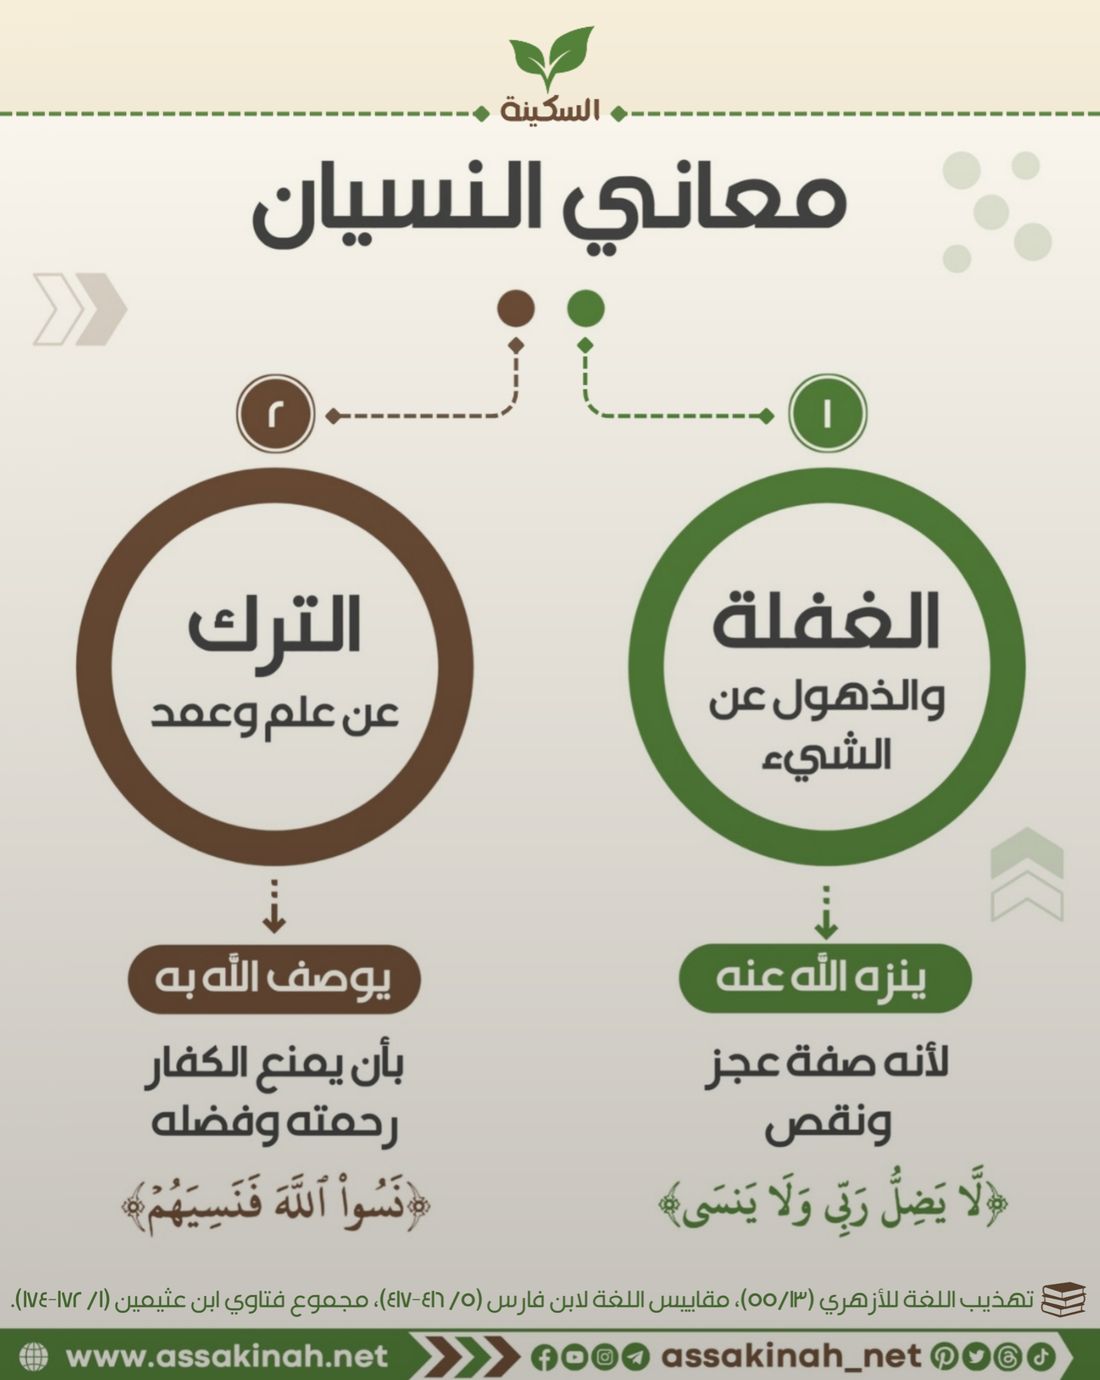 السكينة
معاني النسيان
١
الغفلة
والذهول عن
الشيء
ينزه الله عنه
لأنه صفة عجز
ونقص
﴿لَّا يَضِلُّ رَبِّي وَلَا يَنسَى﴾
٢
الترك
عن علم وعمد
يوصف الله به
بأن يمنع الكفار
رحمته وفضله
﴿نَسُواْ ٱللَّهَ فَنَسِيَهُمْ﴾
تهذيب اللغة للأزهري (٥٥/١٣)، مقاييس اللغة لابن فارس (٥/ ٤١٦-٤١٧)، مجموع فتاوي ابن عثيمين (١/ ١٧٢-١٧٤).
www.assakinah.net
assakinah_net